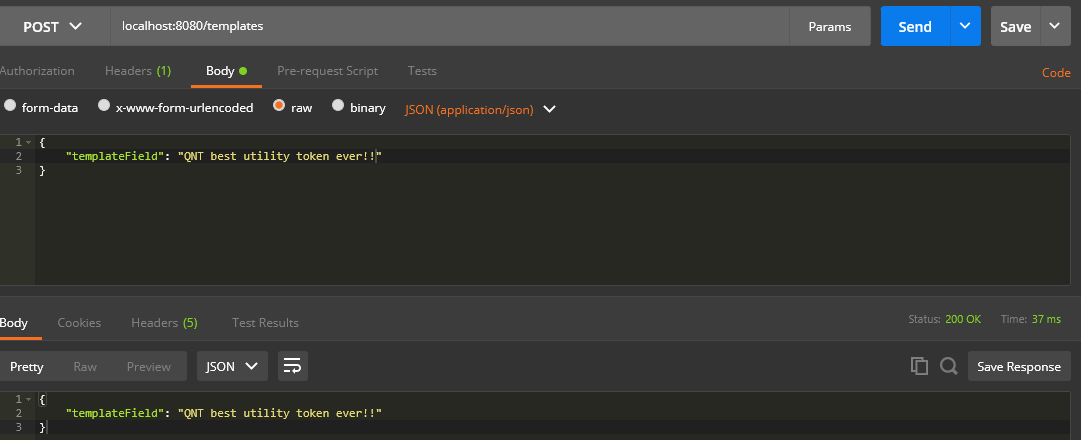 POST localhost:8080/templates Params Send Save
Authorization Headers (1) Body Pre-request Script Tests Code
form-data x-www-form-urlencoded raw binary JSON (application/json)
1 {
2 "templateField": "QNT best utility token ever!!"
3 }
Body Cookies Headers (5) Test Results Status: 200 OK Time: 37 ms
Pretty Raw Preview JSON Save Response
1 {
2 "templateField": "QNT best utility token ever!!"
3 }